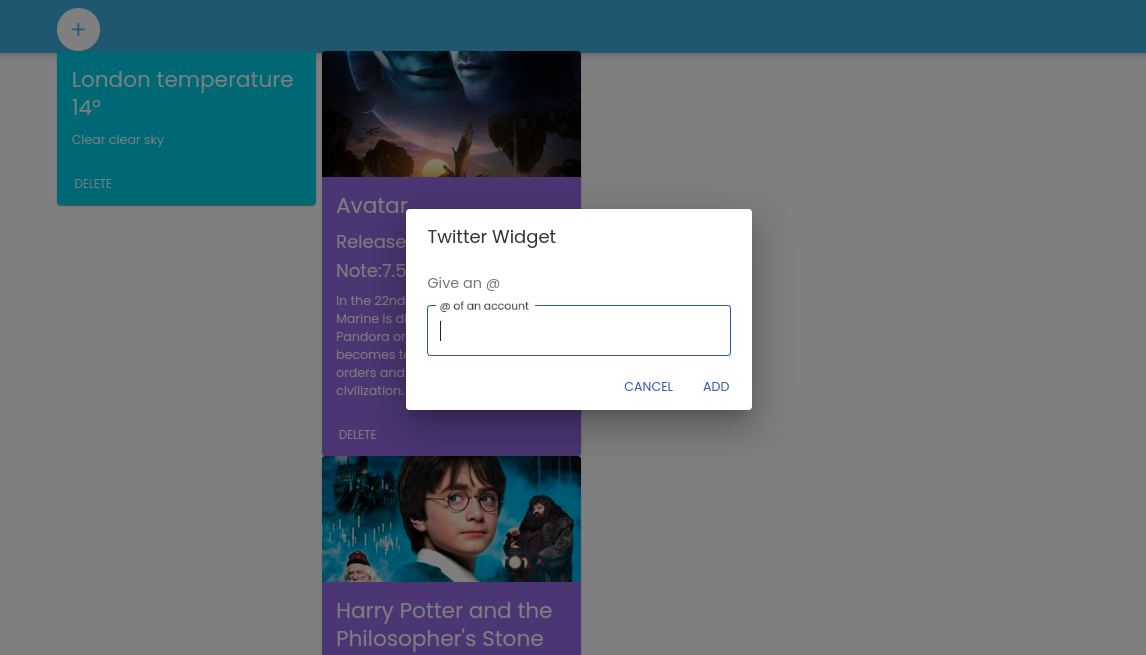 +
London temperature
14°
Clear clear sky
DELETE
Avatar
Release
Note:7.5
In the 22nd
Marine is
Pandora
becomes
orders and
civilization.
DELETE
Twitter Widget
Give an @
@ of an account
CANCEL
ADD
Harry Potter and the
Philosopher's Stone